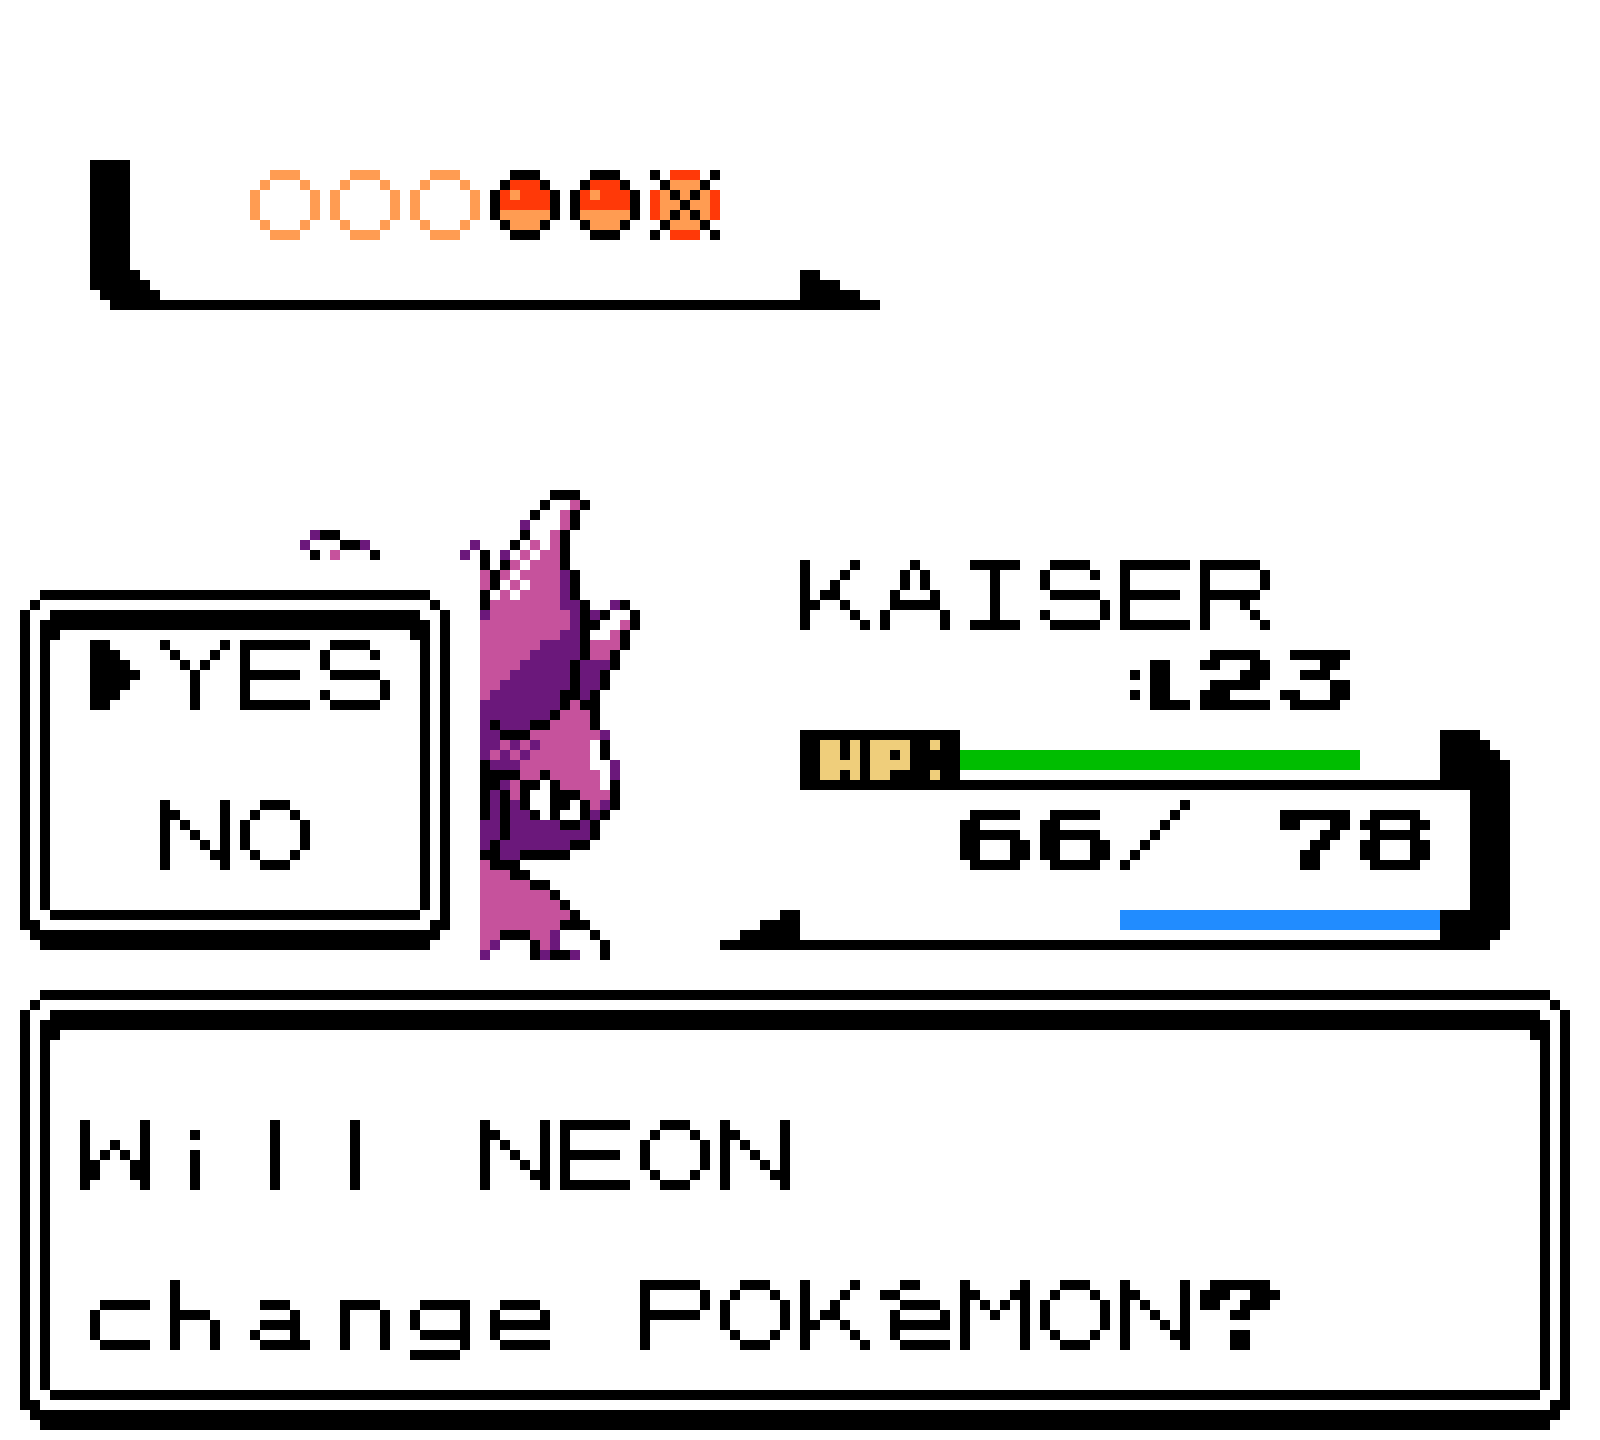 KAISER
:L23
▶YES
HP:
66/ 78
NO
Will NEON
change POKéMON?